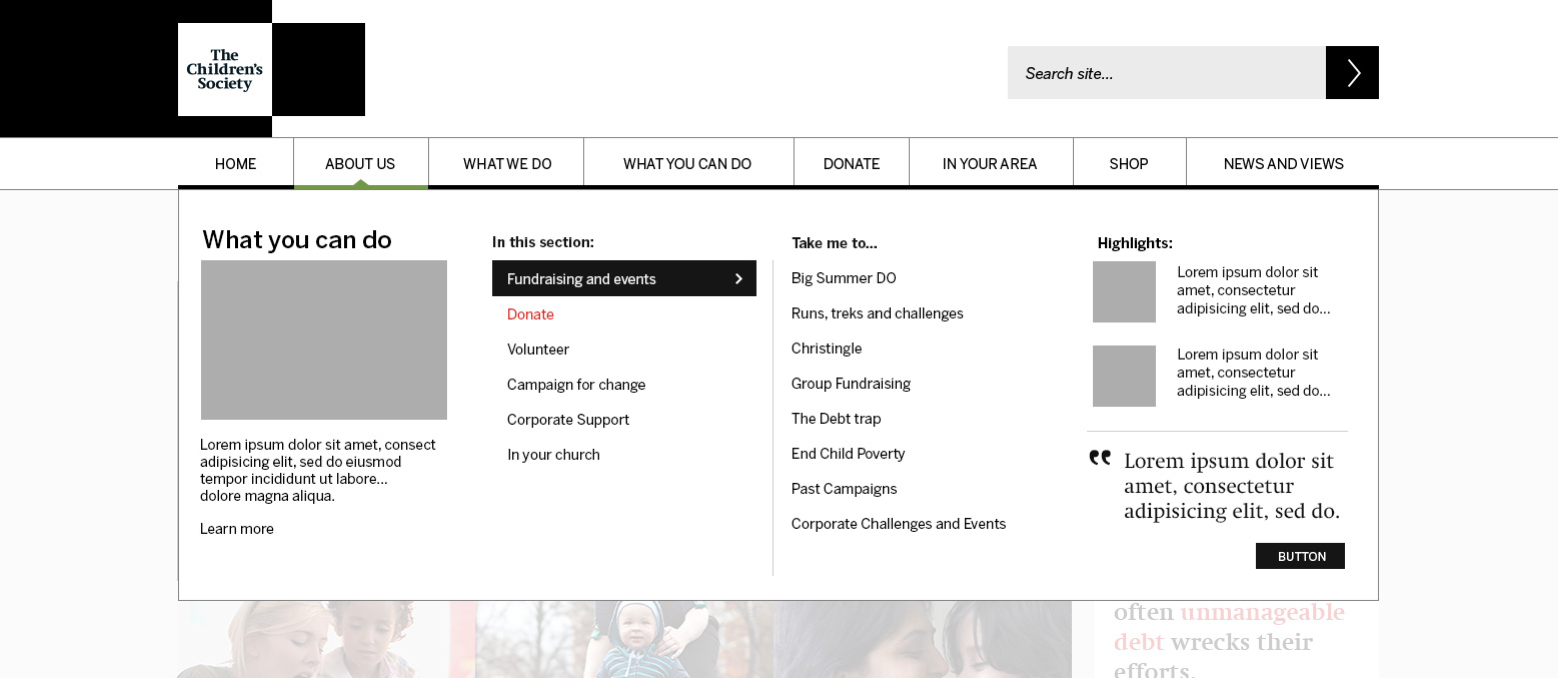 The
Children's
Society
Search site...
HOME
ABOUT US
WHAT WE DO
WHAT YOU CAN DO
DONATE
IN YOUR AREA
SHOP
NEWS AND VIEWS
What you can do
Lorem ipsum dolor sit amet, consect
adipisicing elit, sed do eiusmod
tempor incididunt ut labore...
dolore magna aliqua.
Learn more
In this section:
Fundraising and events
Donate
Volunteer
Campaign for change
Corporate Support
In your church
Take me to...
Big Summer DO
Runs, treks and challenges
Christingle
Group Fundraising
The Debt trap
End Child Poverty
Past Campaigns
Corporate Challenges and Events
Highlights:
Lorem ipsum dolor sit
amet, consectetur
adipisicing elit, sed do...
Lorem ipsum dolor sit
amet, consectetur
adipisicing elit, sed do...
❝ Lorem ipsum dolor sit
amet, consectetur
adipisicing elit, sed do.
BUTTON
often unmanageable
debt wrecks their
efforts.